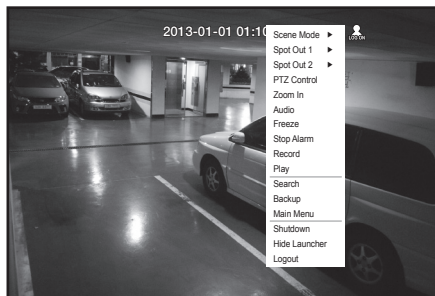 2013-01-01 01:10
LOG ON
Scene Mode
Spot Out 1
Spot Out 2
PTZ Control
Zoom In
Audio
Freeze
Stop Alarm
Record
Play
Search
Backup
Main Menu
Shutdown
Hide Launcher
Logout